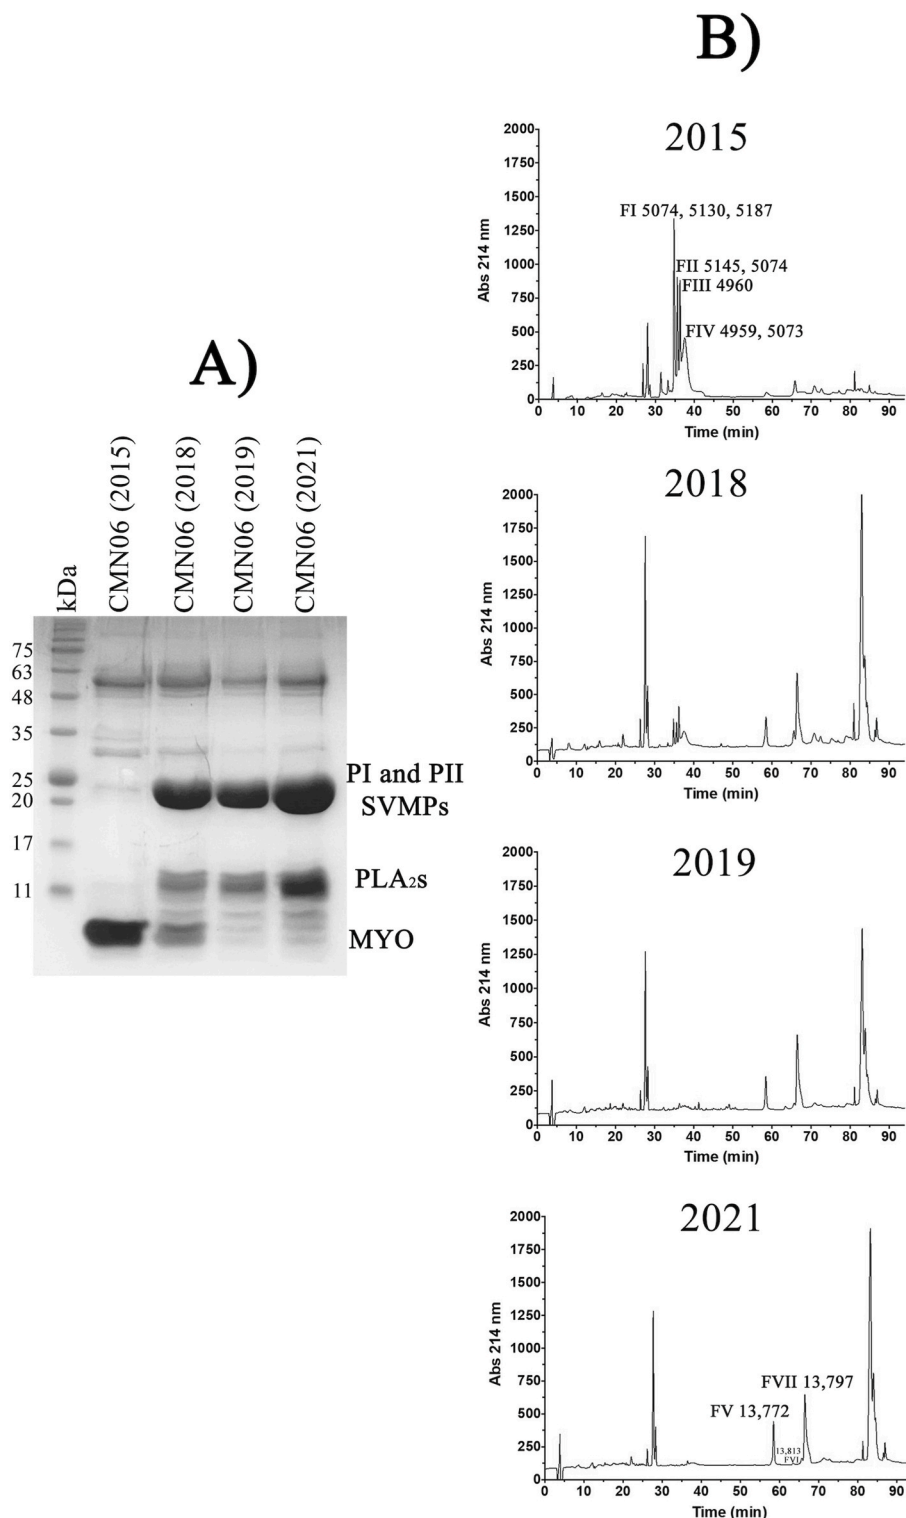 A)
kDa
CMN06 (2015)
CMN06 (2018)
CMN06 (2019)
CMN06 (2021)
75
63
48
35
25
20
17
11
PI and PII
SVMPs
PLA2s
MYO
B)
2015
Abs 214 nm
2000
1750
1500
1250
1000
750
500
250
0
FI 5074, 5130, 5187
FII 5145, 5074
FIII 4960
FIV 4959, 5073
0 10 20 30 40 50 60 70 80 90
Time (min)
2018
Abs 214 nm
2000
1750
1500
1250
1000
750
500
250
0
0 10 20 30 40 50 60 70 80 90
Time (min)
2019
Abs 214 nm
2000
1750
1500
1250
1000
750
500
250
0
0 10 20 30 40 50 60 70 80 90
Time (min)
2021
Abs 214 nm
2000
1750
1500
1250
1000
750
500
250
0
FVII 13,797
FV 13,772
13,813
FVI
0 10 20 30 40 50 60 70 80 90
Time (min)